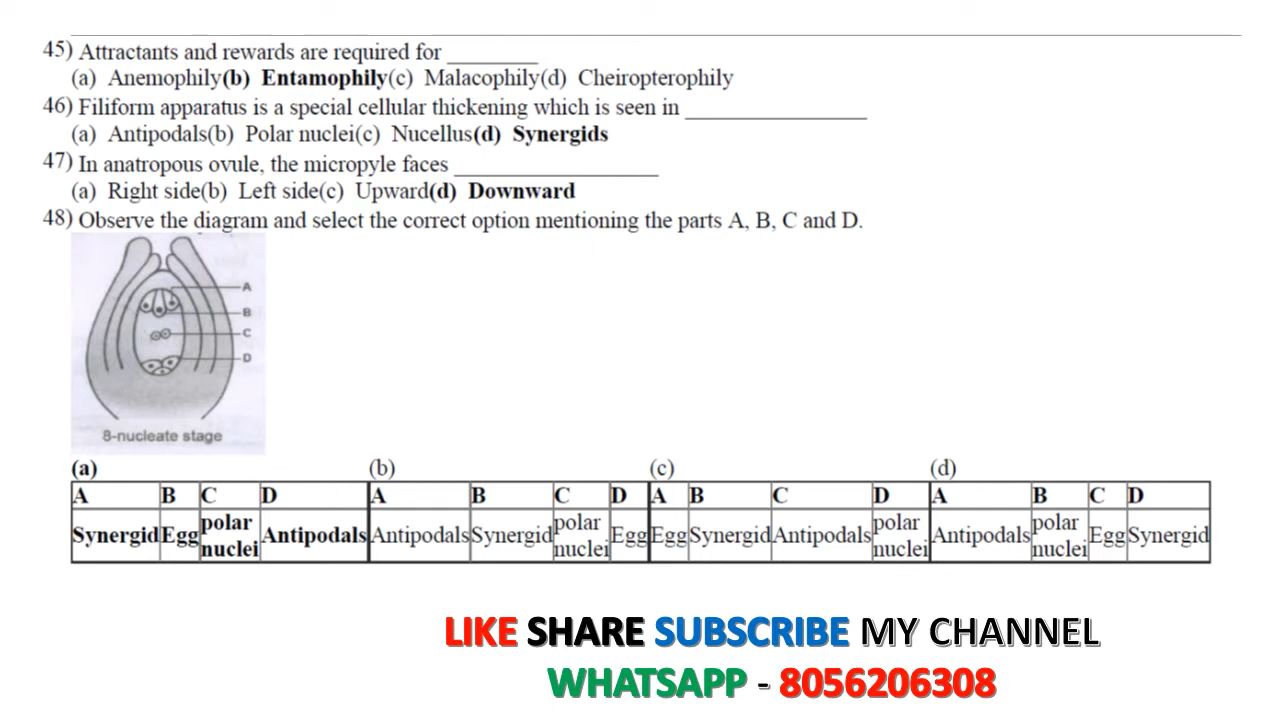 45) Attractants and rewards are required for ________
(a) Anemophily(b) Entamophily(c) Malacophily(d) Cheiropterophily
46) Filiform apparatus is a special cellular thickening which is seen in ________________
(a) Antipodals(b) Polar nuclei(c) Nucellus(d) Synergids
47) In anatropous ovule, the micropyle faces __________________
(a) Right side(b) Left side(c) Upward(d) Downward
48) Observe the diagram and select the correct option mentioning the parts A, B, C and D.
A
B
C
D
8-nucleate stage
(a) (b) (c) (d)
A B C D A B C D A B C D A B C D
Synergid Egg polar nuclei Antipodals Antipodals Synergid polar nuclei Egg Egg Synergid Antipodals polar nuclei Antipodals polar nuclei Egg Synergid
LIKE SHARE SUBSCRIBE MY CHANNEL
WHATSAPP - 8056206308